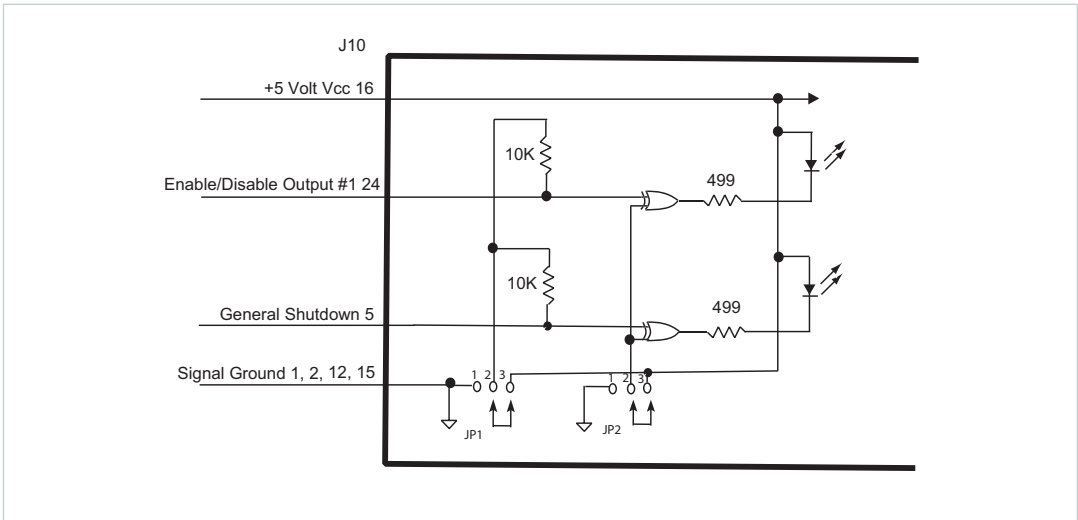 J10
+5 Volt Vcc 16
10K
Enable/Disable Output #1 24
499
10K
499
General Shutdown 5
Signal Ground 1, 2, 12, 15
1 2 3
1 2 3
JP1
JP2